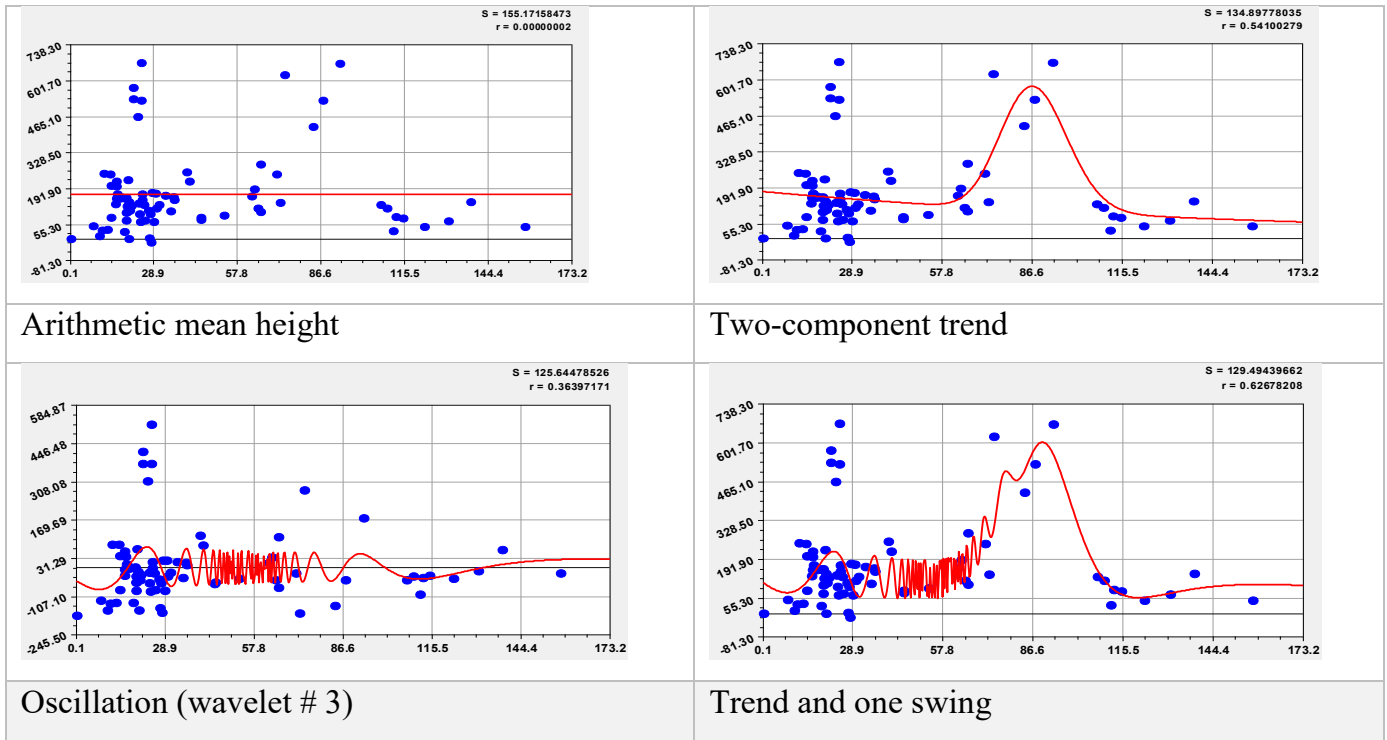 S = 155.17158473
r = 0.00000002
738.30
601.70
465.10
328.50
191.90
55.30
-81.30
0.1 28.9 57.8 86.6 115.5 144.4 173.2
Arithmetic mean height
S = 134.89778035
r = 0.54100279
738.30
601.70
465.10
328.50
191.90
55.30
-81.30
0.1 28.9 57.8 86.6 115.5 144.4 173.2
Two-component trend
S = 125.64478526
r = 0.36397171
584.87
446.48
308.08
169.69
31.29
-107.10
-245.50
0.1 28.9 57.8 86.6 115.5 144.4 173.2
Oscillation (wavelet # 3)
S = 129.49439662
r = 0.62678208
738.30
601.70
465.10
328.50
191.90
55.30
-81.30
0.1 28.9 57.8 86.6 115.5 144.4 173.2
Trend and one swing